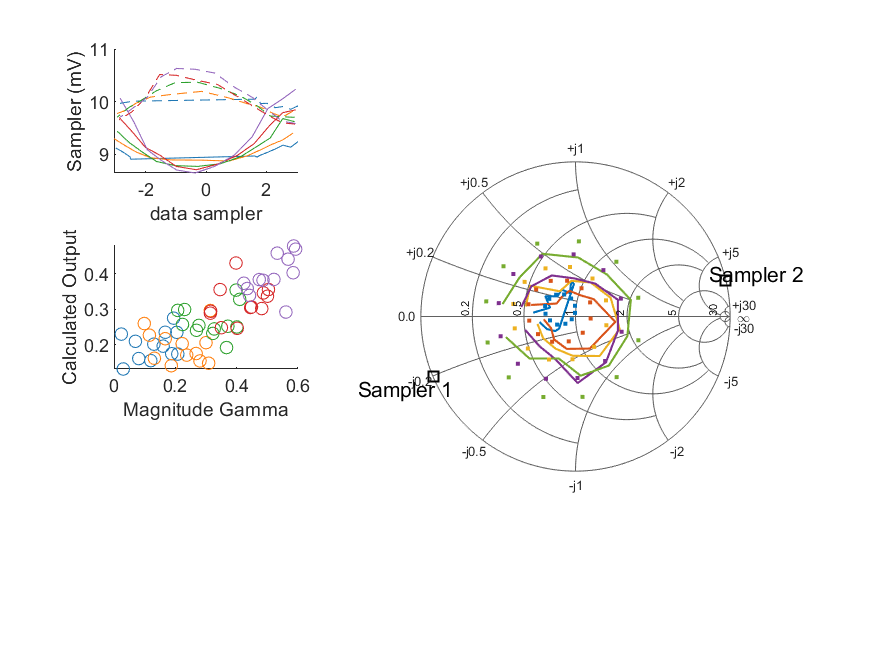 11
10
9
Sampler (mV)
-2 0 2
data sampler
0.4
0.3
0.2
Calculated Output
0 0.2 0.4 0.6
Magnitude Gamma
+j1
+j0.5 +j2
+j0.2 +j5
Sampler 2
0.0 0.2 0.5 1 2 5 30 +j30
∞
-j30
-j0.2 -j5
Sampler 1
-j0.5 -j2
-j1